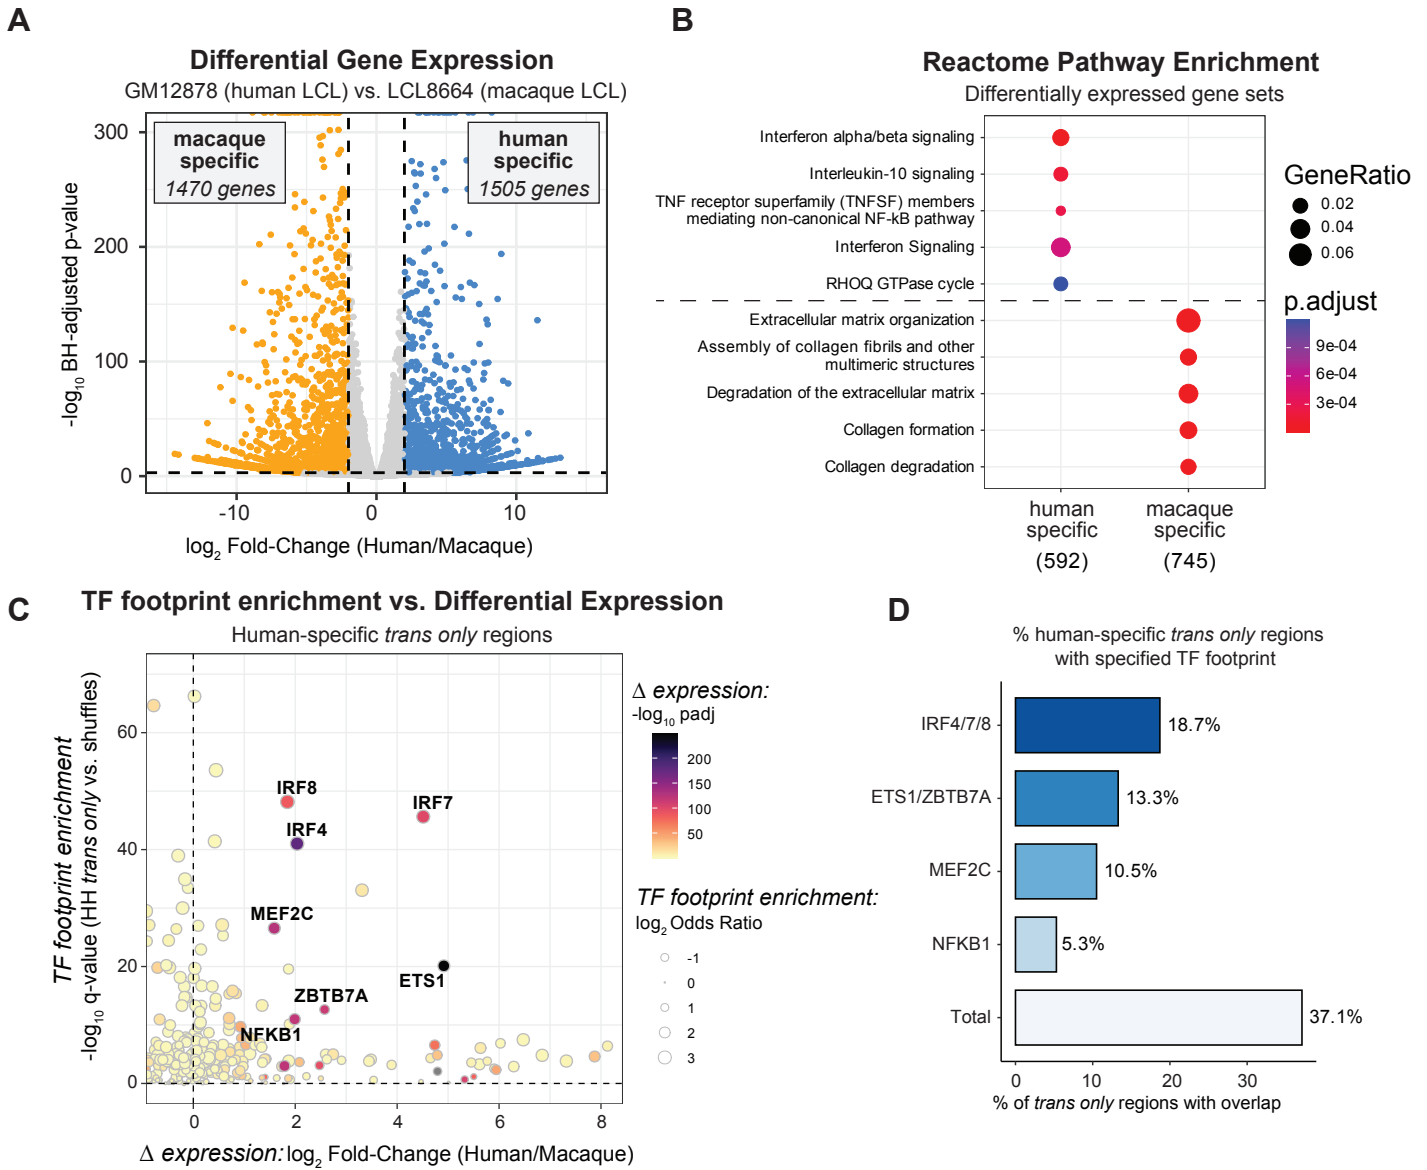 A
Differential Gene Expression
GM12878 (human LCL) vs. LCL8664 (macaque LCL)
macaque
specific
1470 genes
human
specific
1505 genes
300
200
100
0
-log10 BH-adjusted p-value
-10
0
10
log2 Fold-Change (Human/Macaque)
B
Reactome Pathway Enrichment
Differentially expressed gene sets
Interferon alpha/beta signaling
Interleukin-10 signaling
TNF receptor superfamily (TNFSF) members
mediating non-canonical NF-kB pathway
Interferon Signaling
RHOQ GTPase cycle
Extracellular matrix organization
Assembly of collagen fibrils and other
multimeric structures
Degradation of the extracellular matrix
Collagen formation
Collagen degradation
human
specific
(592)
macaque
specific
(745)
GeneRatio
0.02
0.04
0.06
p.adjust
9e-04
6e-04
3e-04
C
TF footprint enrichment vs. Differential Expression
Human-specific trans only regions
TF footprint enrichment
-log10 q-value (HH trans only vs. shuffles)
60
40
20
0
IRF8
IRF7
IRF4
MEF2C
ETS1
ZBTB7A
NFKB1
0
2
4
6
8
Δ expression: log2 Fold-Change (Human/Macaque)
Δ expression:
-log10 padj
200
150
100
50
TF footprint enrichment:
log2 Odds Ratio
-1
0
1
2
3
D
% human-specific trans only regions
with specified TF footprint
IRF4/7/8
18.7%
ETS1/ZBTB7A
13.3%
MEF2C
10.5%
NFKB1
5.3%
Total
37.1%
0
10
20
30
% of trans only regions with overlap